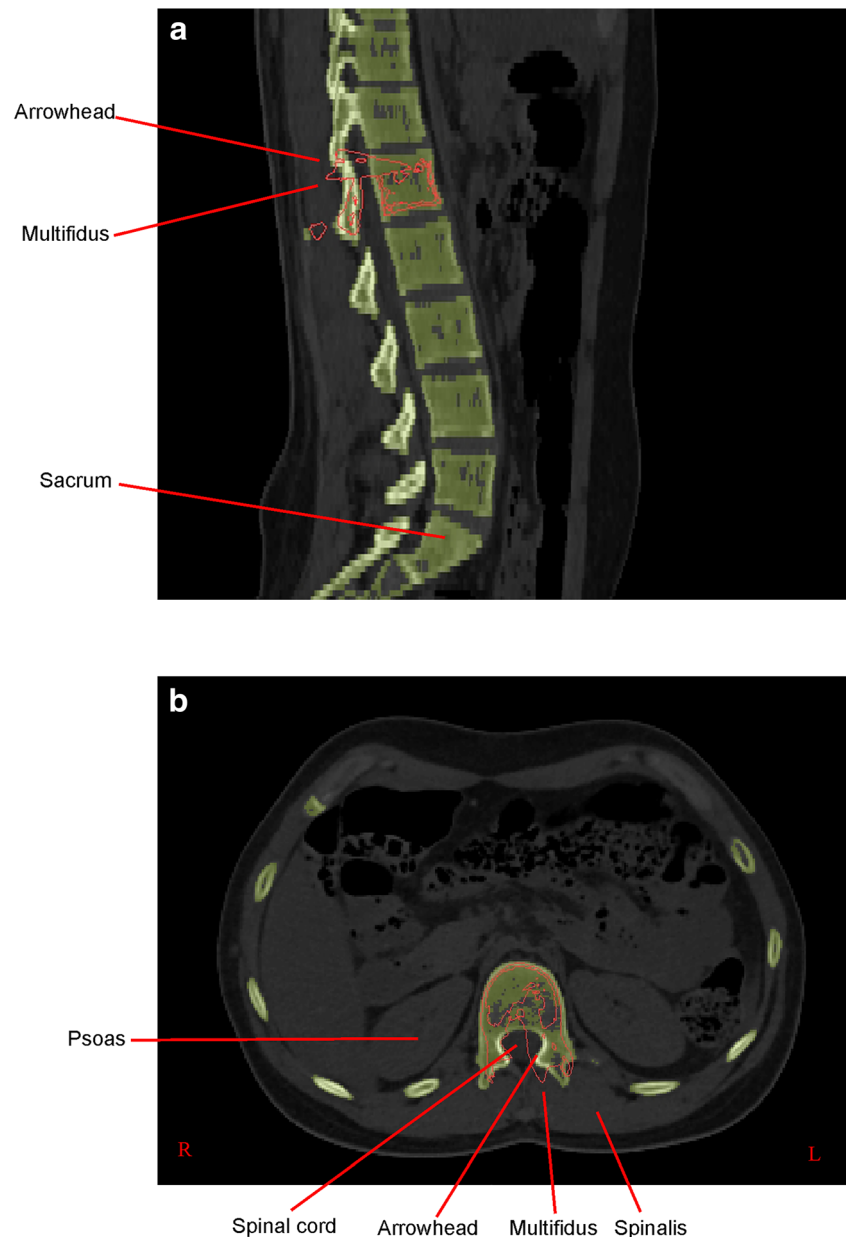 a
Arrowhead
Multifidus
Sacrum
b
Psoas
R
L
Spinal cord
Arrowhead
Multifidus
Spinalis